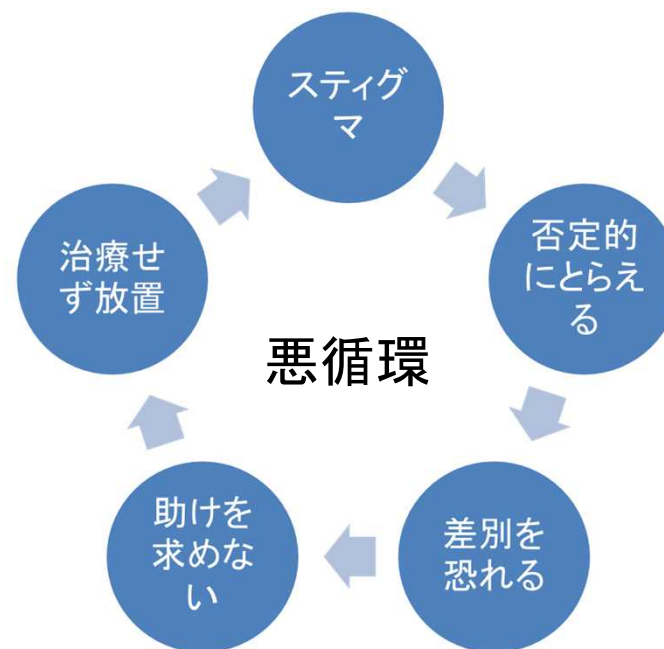 スティグ
マ
否定的
にとらえ
る
差別を
恐れる
助けを
求めな
い
治療せ
ず放置
悪循環